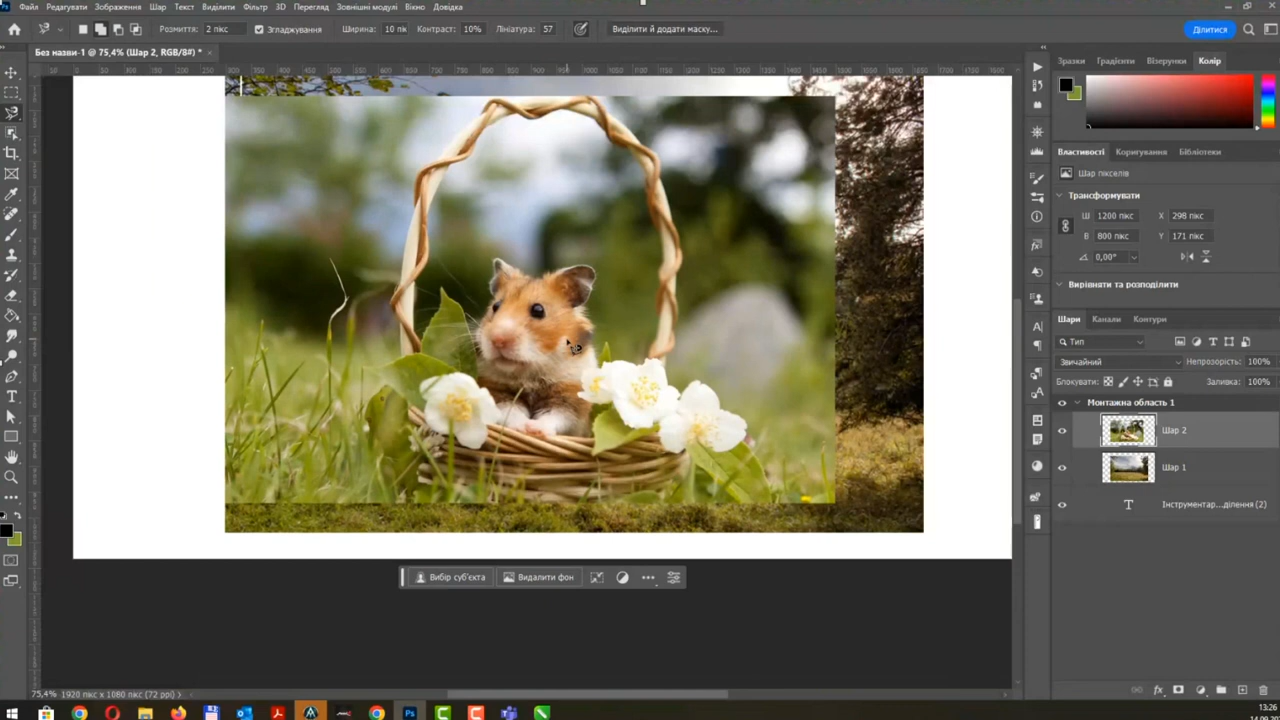 Файл Редагувати Зображення Шар Текст Виділити Фільтр 3D Перегляд Зовнішні модулі Вікно Довідка
Розмиття: 2 пікс Згладжування Ширина: 10 пік Контраст: 10% Лініатура: 57 Виділити й додати маску... Ділитися
Без назви-1 @ 75,4% (Шар 2, RGB/8#) *
Зразки Градієнти Візерунки Колір
Властивості Коригування Бібліотеки
Шар пікселів
Трансформувати
Ш 1200 пікс X 298 пікс
В 800 пікс Y 171 пікс
0,00°
Вирівняти та розподілити
Шари Канали Контури
Тип
Звичайний Непрозорість: 100%
Блокувати: Заливка: 100%
Монтажна область 1
Шар 2
Шар 1
Інструментар...ділення (2)
Вибір суб'єкта Видалити фон
75,4% 1920 пікс x 1080 пікс (72 ppi)
13:26